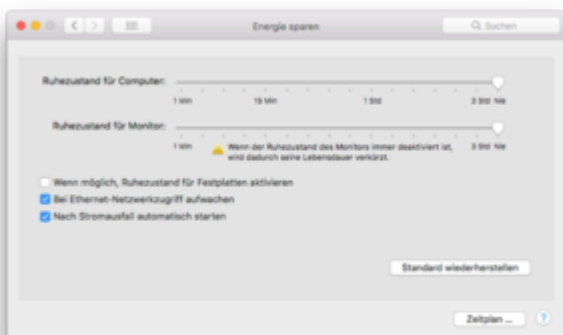 Energie sparen
Suchen
Ruhezustand für Computer:
1 Min 15 Min 1 Std 3 Std Nie
Ruhezustand für Monitor:
1 Min 3 Std Nie
Wenn der Ruhezustand des Monitors immer deaktiviert ist,
wird dadurch seine Lebensdauer verkürzt.
Wenn möglich, Ruhezustand für Festplatten aktivieren
Bei Ethernet-Netzwerkzugriff aufwachen
Nach Stromausfall automatisch starten
Standard wiederherstellen
Zeitplan ... ?